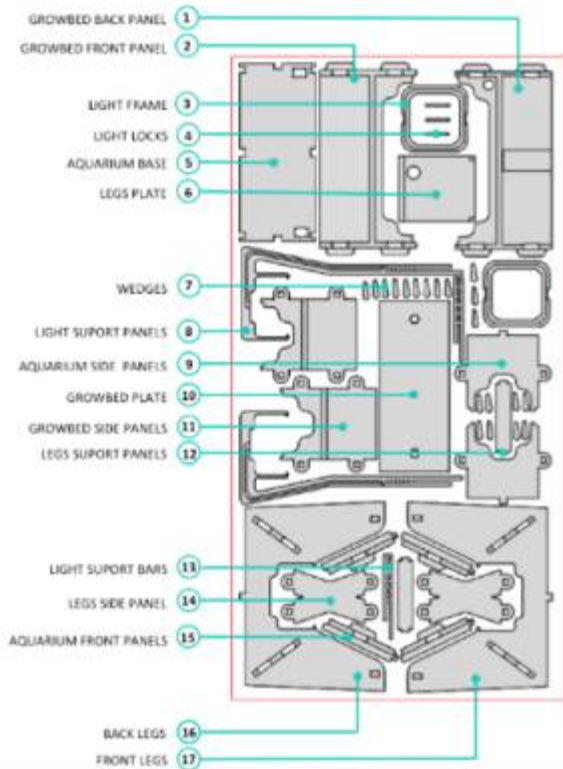 GROWBED BACK PANEL 1
GROWBED FRONT PANEL 2
LIGHT FRAME 3
LIGHT LOCKS 4
AQUARIUM BASE 5
LEGS PLATE 6
WEDGES 7
LIGHT SUPORT PANELS 8
AQUARIUM SIDE PANELS 9
GROWBED PLATE 10
GROWBED SIDE PANELS 11
LEGS SUPORT PANELS 12
LIGHT SUPORT BARS 13
LEGS SIDE PANEL 14
AQUARIUM FRONT PANELS 15
BACK LEGS 16
FRONT LEGS 17